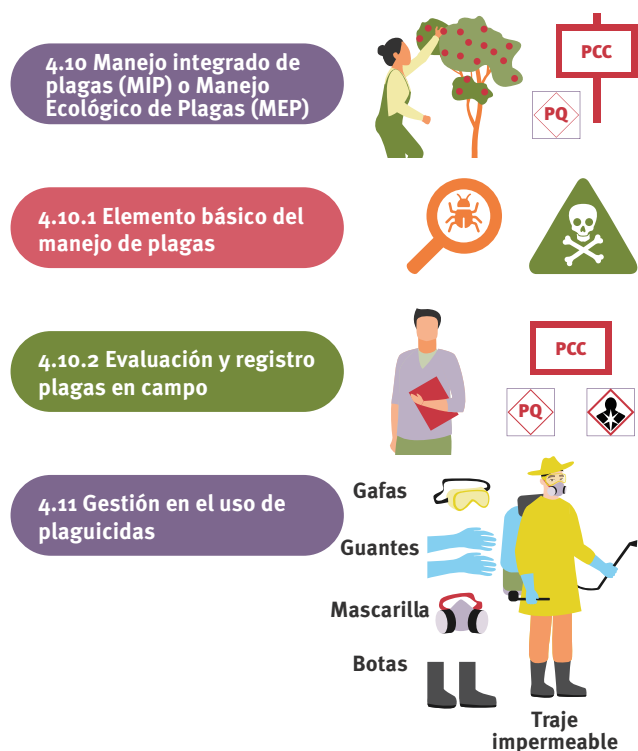 4.10 Manejo integrado de
plagas (MIP) o Manejo
Ecológico de Plagas (MEP)
PCC
PQ
4.10.1 Elemento básico del
manejo de plagas
4.10.2 Evaluación y registro
plagas en campo
PCC
PQ
4.11 Gestión en el uso de
plaguicidas
Gafas
Guantes
Mascarilla
Botas
Traje
impermeable